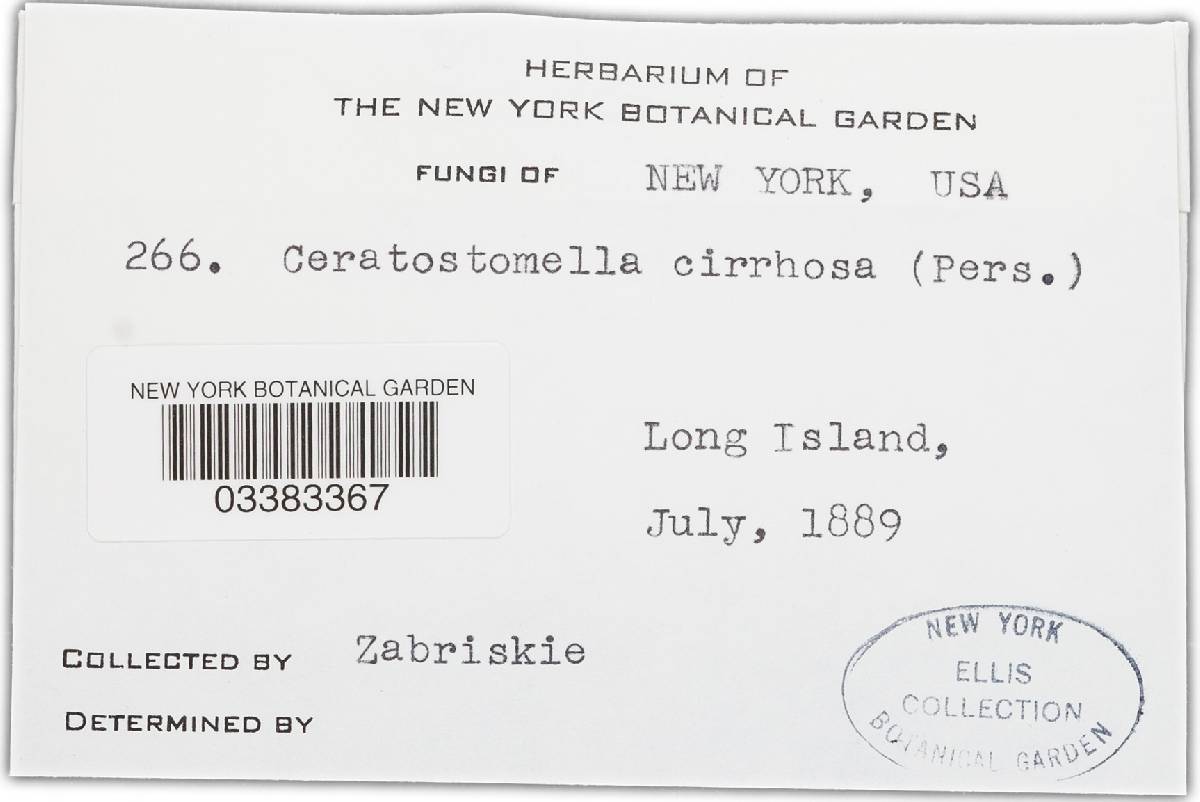 HERBARIUM OF
THE NEW YORK BOTANICAL GARDEN
FUNGI OF NEW YORK, USA
266. Ceratostomella cirrhosa (Pers.)
NEW YORK BOTANICAL GARDEN
03383367
Long Island,
July, 1889
COLLECTED BY Zabriskie
DETERMINED BY
NEW YORK
ELLIS
COLLECTION
BOTANICAL GARDEN